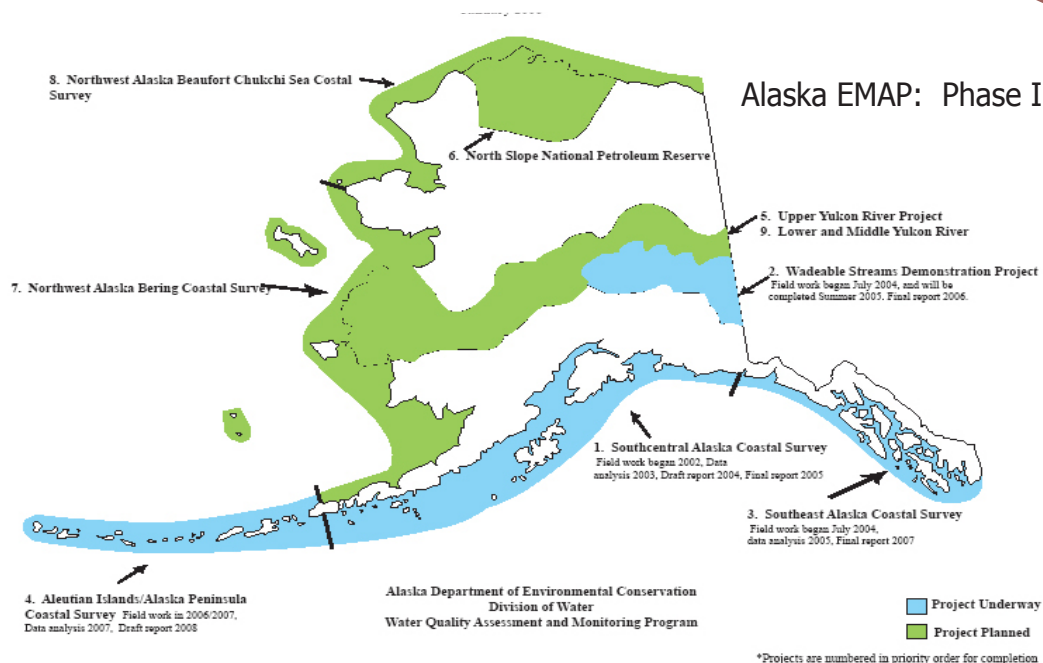 8. Northwest Alaska Beaufort Chukchi Sea Costal
Survey
Alaska EMAP: Phase I
6. North Slope National Petroleum Reserve
5. Upper Yukon River Project
9. Lower and Middle Yukon River
2. Wadeable Streams Demonstration Project
Field work began July 2004, and will be
completed Summer 2005. Final report 2006.
7. Northwest Alaska Bering Coastal Survey
1. Southcentral Alaska Coastal Survey
Field work began 2002, Data
analysis 2003, Draft report 2004, Final report 2005
3. Southeast Alaska Coastal Survey
Field work began July 2004,
data analysis 2005, Final report 2007
4. Aleutian Islands/Alaska Peninsula
Coastal Survey Field work in 2006/2007,
Data analysis 2007, Draft report 2008
Alaska Department of Environmental Conservation
Division of Water
Water Quality Assessment and Monitoring Program
Project Underway
Project Planned
*Projects are numbered in priority order for completion